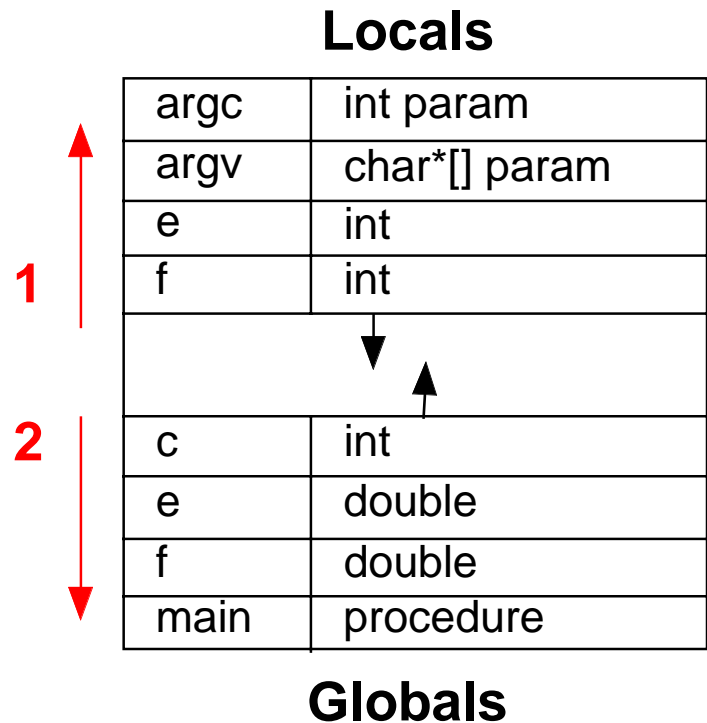 Locals
argc int param
argv char*[] param
e int
1
f int
2
c int
e double
f double
main procedure
Globals